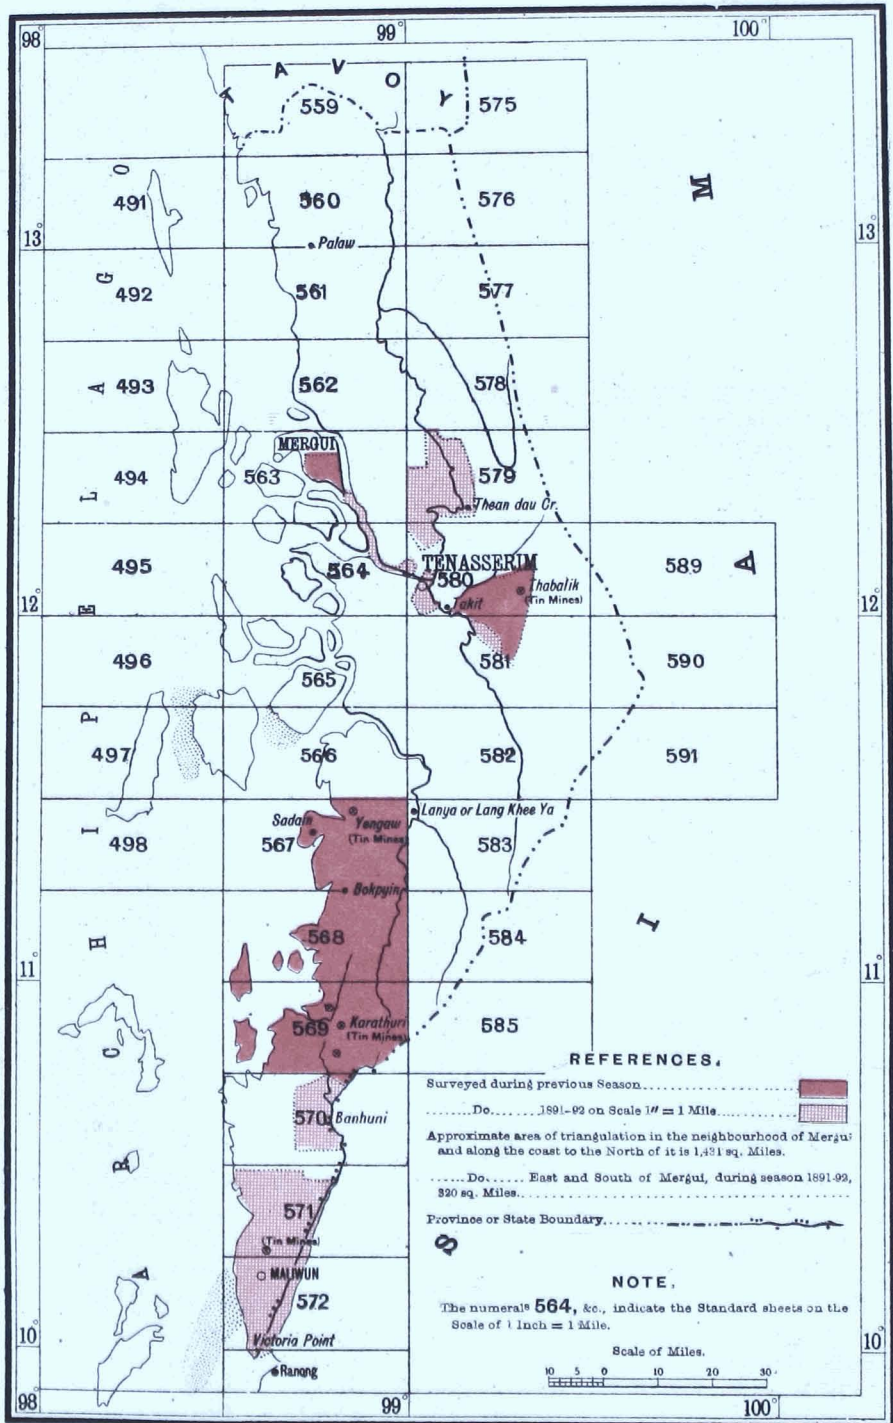 98°
99°
100°
T A V O Y
559
575
O
491
560
576
M
13°
Palaw
13°
G
492
561
577
A
493
562
578
MERGUI
494
563
579
L
Thean dau Cr.
495
564
TENASSERIM
580
589
A
Thabalik
(Tin Mines)
12°
E
Takit
12°
496
565
581
590
P
497
566
582
591
Sadain
Yengaw
(Tin Mines)
Lanya or Lang Khee Ya
I
498
567
583
Bokpyin
H
568
584
I
11°
11°
C
569
Karathuri
(Tin Mines)
585
REFERENCES.
Surveyed during previous Season
Do. 1891-92 on Scale 1" = 1 Mile
570
Banhuni
Approximate area of triangulation in the neighbourhood of Mergui
and along the coast to the North of it is 1,431 sq. Miles.
R
Do. East and South of Mergui, during season 1891-92,
320 sq. Miles.
571
Province or State Boundary
(Tin Mines)
S
A
MALIWUN
NOTE.
572
The numerals 564, &c., indicate the Standard sheets on the
Scale of 1 Inch = 1 Mile.
10°
Victoria Point
Scale of Miles.
10°
Ranong
10 5 0 10 20 30
98°
99°
100°